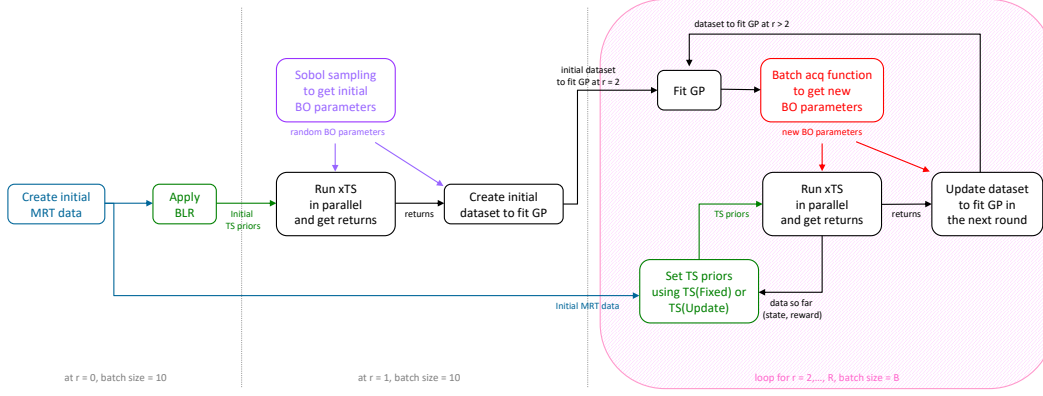 dataset to fit GP at r > 2
Sobol sampling
to get initial
BO parameters
initial dataset
to fit GP at r = 2
Fit GP
Batch acq function
to get new
BO parameters
random BO parameters
new BO parameters
Create initial
MRT data
Apply
BLR
Initial
TS priors
Run xTS
in parallel
and get returns
returns
Create initial
dataset to fit GP
TS priors
Run xTS
in parallel
and get returns
returns
Update dataset
to fit GP in
the next round
Set TS priors
using TS(Fixed) or
TS(Update)
Initial MRT data
data so far
(state, reward)
at r = 0, batch size = 10
at r = 1, batch size = 10
loop for r = 2,..., R, batch size = B